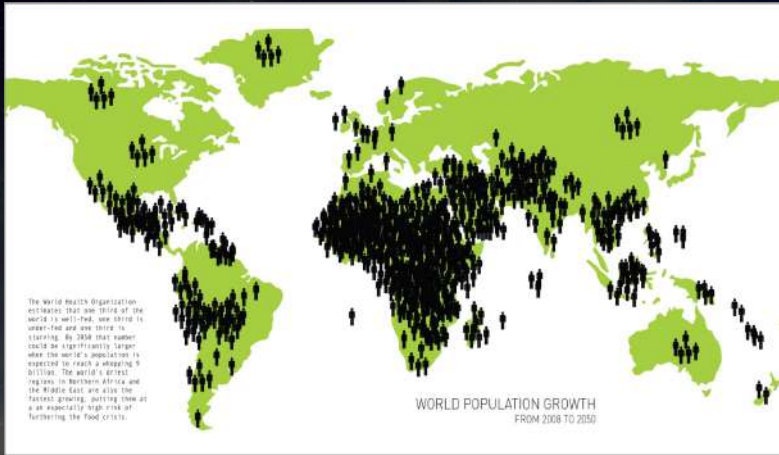 The World Health Organization
estimates that one third of the
world is well-fed, one third is
under-fed and one third is
starving. By 2050 that number
could be significantly larger
when the world's population is
expected to reach a whopping 9
billion. The world's driest
regions in Northern Africa and
the Middle East are also the
fastest growing, putting them at
a an especially high risk of
furthering the food crisis.
WORLD POPULATION GROWTH
FROM 2008 TO 2050